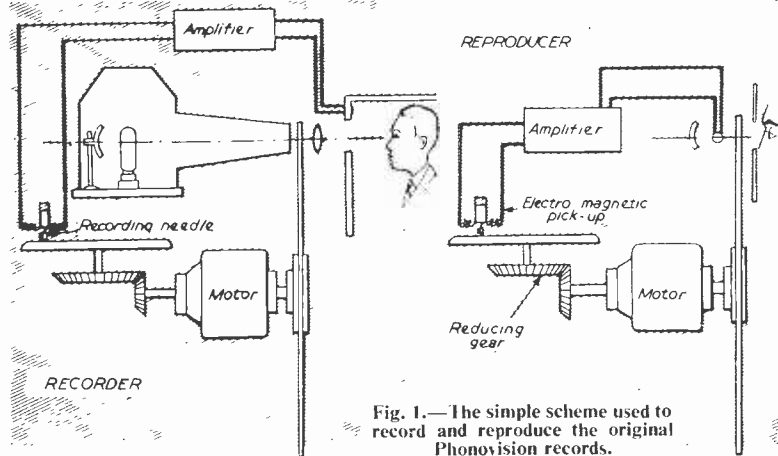 Amplifier
REPRODUCER
Amplifier
Recording needle
Electro magnetic
pick-up
Motor
Motor
Reducing
gear
RECORDER
Fig. 1.—The simple scheme used to
record and reproduce the original
Phonovision records.